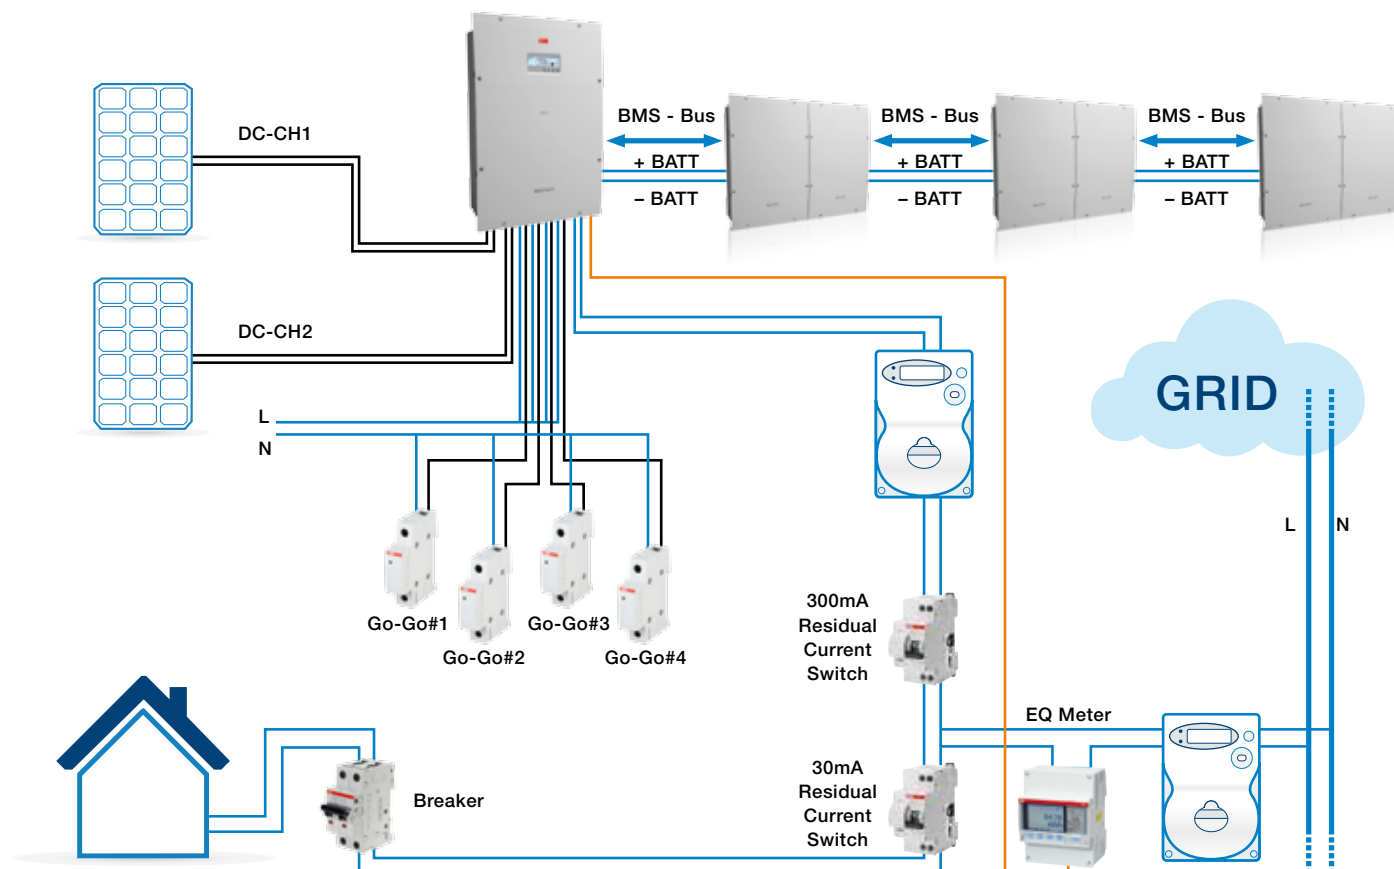 BMS - Bus
BMS - Bus
BMS - Bus
DC-CH1
+ BATT
+ BATT
+ BATT
– BATT
– BATT
– BATT
DC-CH2
GRID
L
N
L
N
300mA
Residual
Current
Switch
Go-Go#1
Go-Go#3
Go-Go#2
Go-Go#4
EQ Meter
30mA
Residual
Current
Switch
Breaker